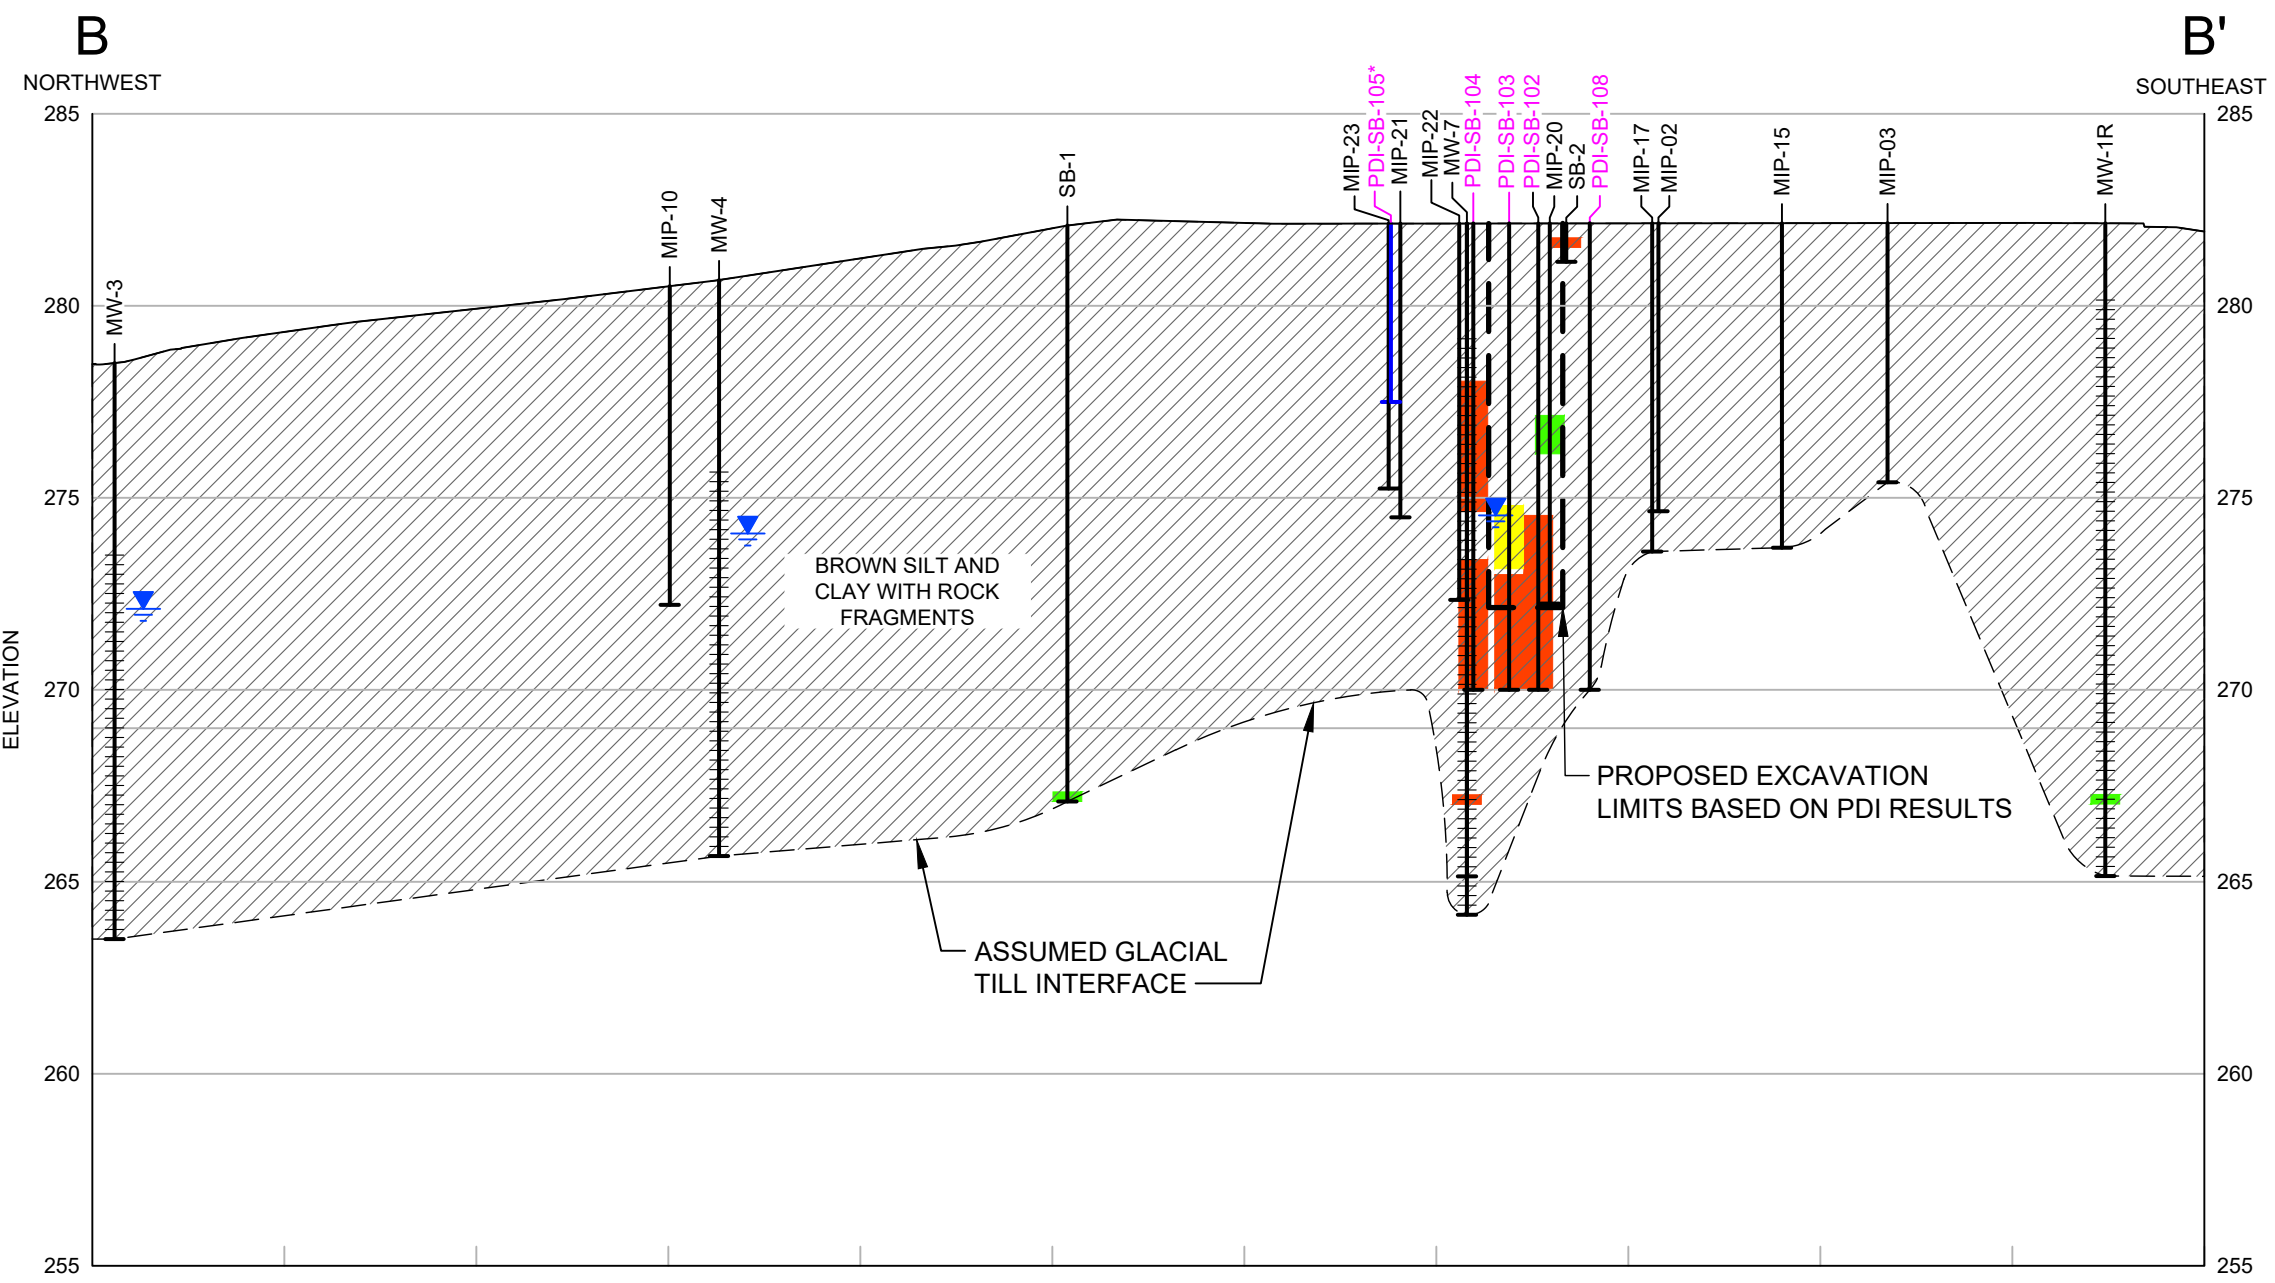 B
B'
NORTHWEST
SOUTHEAST
285
285
280
280
275
275
270
270
265
265
260
260
255
255
ELEVATION
MW-3
MIP-10
MW-4
SB-1
MIP-23
PDI-SB-105*
MIP-21
MIP-22
MW-7
PDI-SB-104
PDI-SB-103
PDI-SB-102
MIP-20
SB-2
PDI-SB-108
MIP-17
MIP-02
MIP-15
MIP-03
MW-1R
BROWN SILT AND
CLAY WITH ROCK
FRAGMENTS
PROPOSED EXCAVATION
LIMITS BASED ON PDI RESULTS
ASSUMED GLACIAL
TILL INTERFACE